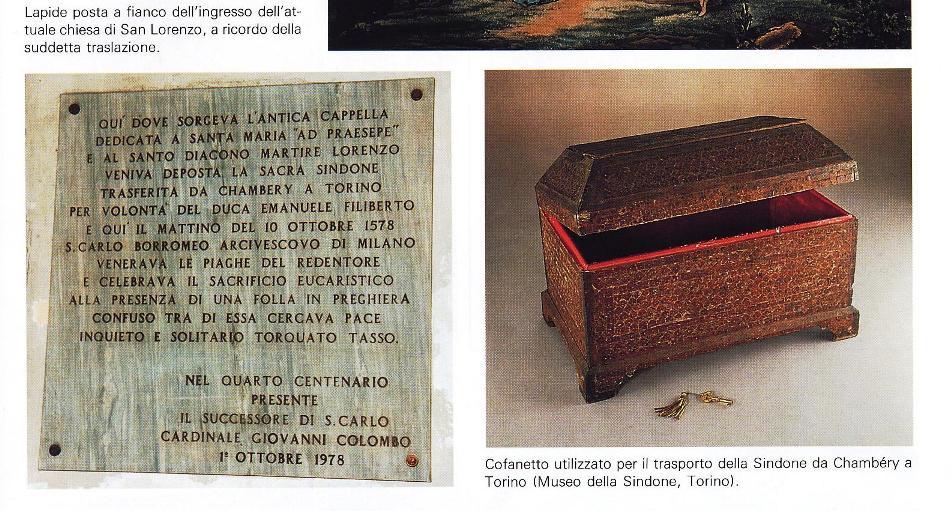 Lapide posta a fianco dell'ingresso dell'at-
tuale chiesa di San Lorenzo, a ricordo della
suddetta traslazione.
QUI DOVE SORGEVA L'ANTICA CAPPELLA
DEDICATA A SANTA MARIA "AD PRAESEPE"
E AL SANTO DIACONO MARTIRE LORENZO
VENIVA DEPOSTA LA SACRA SINDONE
TRASFERITA DA CHAMBERY A TORINO
PER VOLONTA' DEL DUCA EMANUELE FILIBERTO
E QUI IL MATTINO DEL 10 OTTOBRE 1578
S.CARLO BORROMEO ARCIVESCOVO DI MILANO
VENERAVA LE PIAGHE DEL REDENTORE
E CELEBRAVA IL SACRIFICIO EUCARISTICO
ALLA PRESENZA DI UNA FOLLA IN PREGHIERA
CONFUSO TRA DI ESSA CERCAVA PACE
INQUIETO E SOLITARIO TORQUATO TASSO.
NEL QUARTO CENTENARIO
PRESENTE
IL SUCCESSORE DI S.CARLO
CARDINALE GIOVANNI COLOMBO
1° OTTOBRE 1978
Cofanetto utilizzato per il trasporto della Sindone da Chambéry a
Torino (Museo della Sindone, Torino).